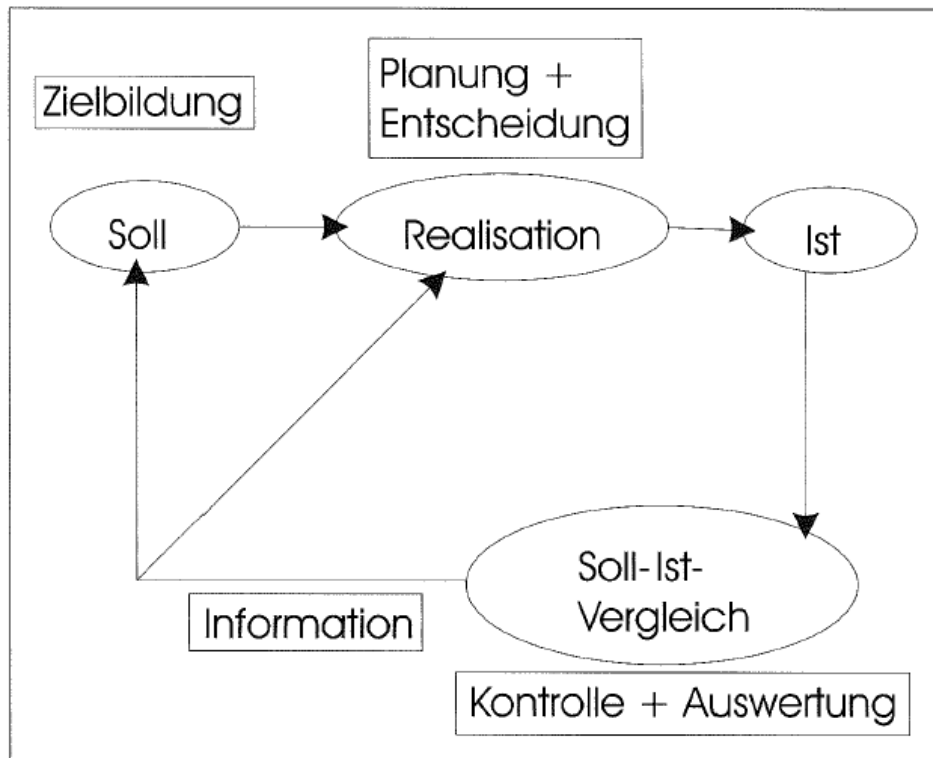 Zielbildung
Planung +
Entscheidung
Soll
Realisation
Ist
Soll-Ist-
Vergleich
Information
Kontrolle + Auswertung